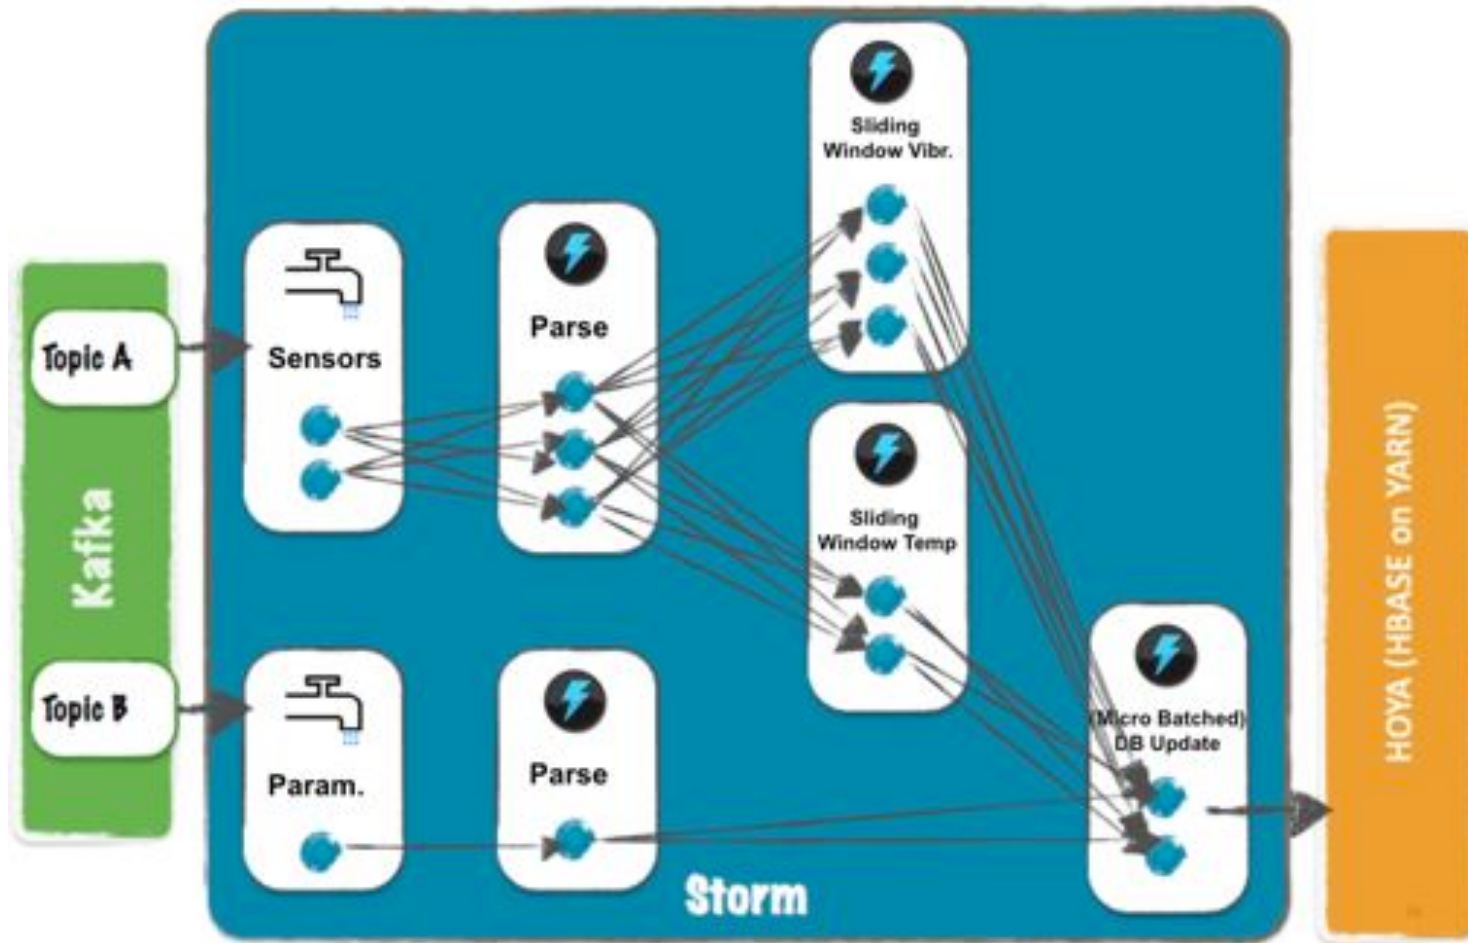 Kafka
Topic A
Topic B
Sensors
Parse
Sliding
Window Vibr.
Sliding
Window Temp
Param.
Parse
(Micro Batched)
DB Update
Storm
HOYA (HBASE on YARN)